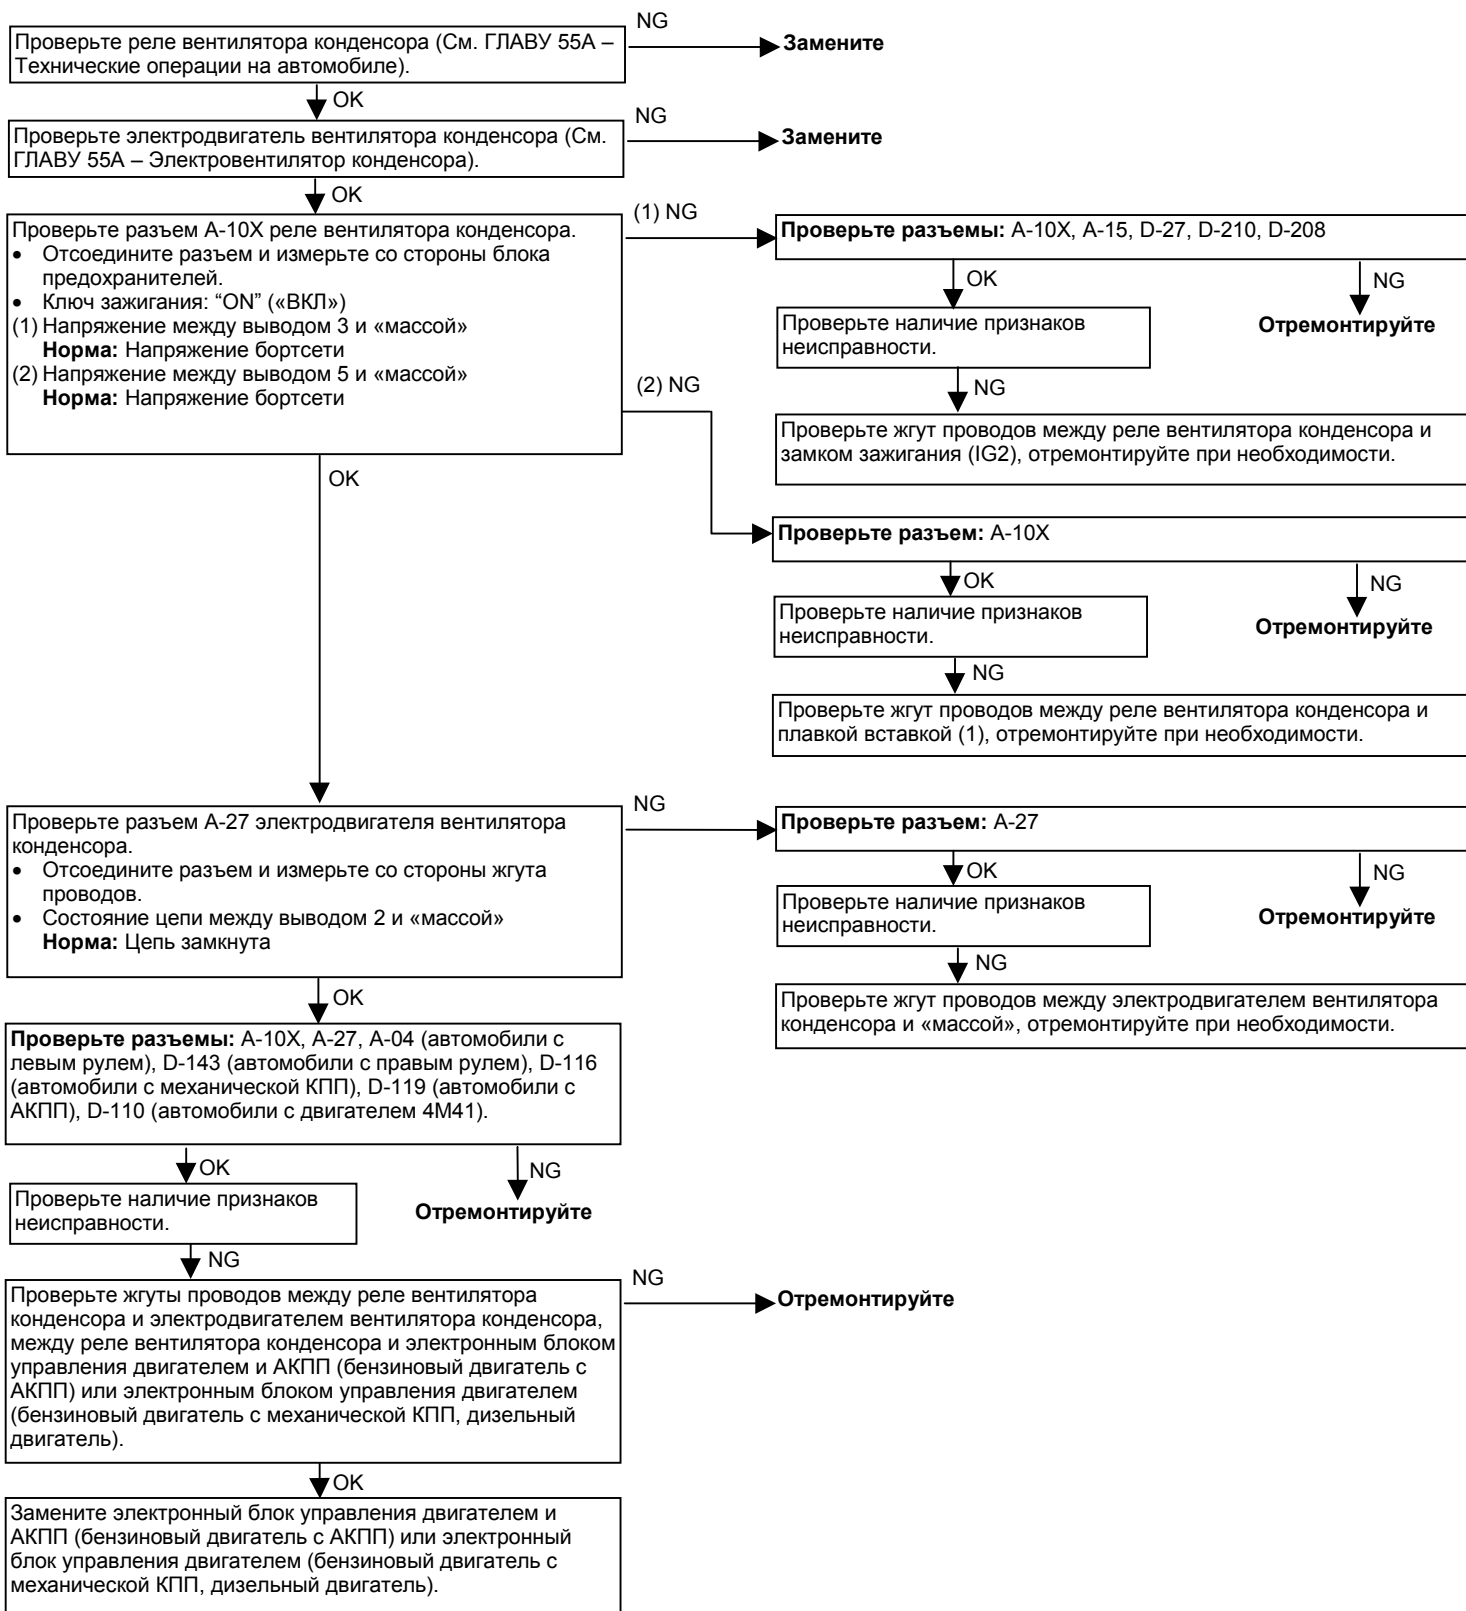 NG
Проверьте реле вентилятора конденсора (См. ГЛАВУ 55А –
Технические операции на автомобиле).
Замените
OK
NG
Проверьте электродвигатель вентилятора конденсора (См.
ГЛАВУ 55А – Электровентилятор конденсора).
Замените
OK
Проверьте разъем А-10Х реле вентилятора конденсора.
• Отсоедините разъем и измерьте со стороны блока
предохранителей.
• Ключ зажигания: “ON” («ВКЛ»)
(1) Напряжение между выводом 3 и «массой»
Норма: Напряжение бортсети
(2) Напряжение между выводом 5 и «массой»
Норма: Напряжение бортсети
(1) NG
Проверьте разъемы: А-10Х, А-15, D-27, D-210, D-208
OK
NG
Проверьте наличие признаков
неисправности.
Отремонтируйте
NG
Проверьте жгут проводов между реле вентилятора конденсора и
замком зажигания (IG2), отремонтируйте при необходимости.
(2) NG
Проверьте разъем: А-10Х
OK
NG
Проверьте наличие признаков
неисправности.
Отремонтируйте
NG
Проверьте жгут проводов между реле вентилятора конденсора и
плавкой вставкой (1), отремонтируйте при необходимости.
OK
Проверьте разъем А-27 электродвигателя вентилятора
конденсора.
• Отсоедините разъем и измерьте со стороны жгута
проводов.
• Состояние цепи между выводом 2 и «массой»
Норма: Цепь замкнута
NG
Проверьте разъем: А-27
OK
NG
Проверьте наличие признаков
неисправности.
Отремонтируйте
NG
Проверьте жгут проводов между электродвигателем вентилятора
конденсора и «массой», отремонтируйте при необходимости.
OK
Проверьте разъемы: А-10Х, А-27, А-04 (автомобили с
левым рулем), D-143 (автомобили с правым рулем), D-116
(автомобили с механической КПП), D-119 (автомобили с
АКПП), D-110 (автомобили с двигателем 4М41).
OK
NG
Проверьте наличие признаков
неисправности.
Отремонтируйте
NG
Проверьте жгуты проводов между реле вентилятора
конденсора и электродвигателем вентилятора конденсора,
между реле вентилятора конденсора и электронным блоком
управления двигателем и АКПП (бензиновый двигатель с
АКПП) или электронным блоком управления двигателем
(бензиновый двигатель с механической КПП, дизельный
двигатель).
NG
Отремонтируйте
OK
Замените электронный блок управления двигателем и
АКПП (бензиновый двигатель с АКПП) или электронный
блок управления двигателем (бензиновый двигатель с
механической КПП, дизельный двигатель).